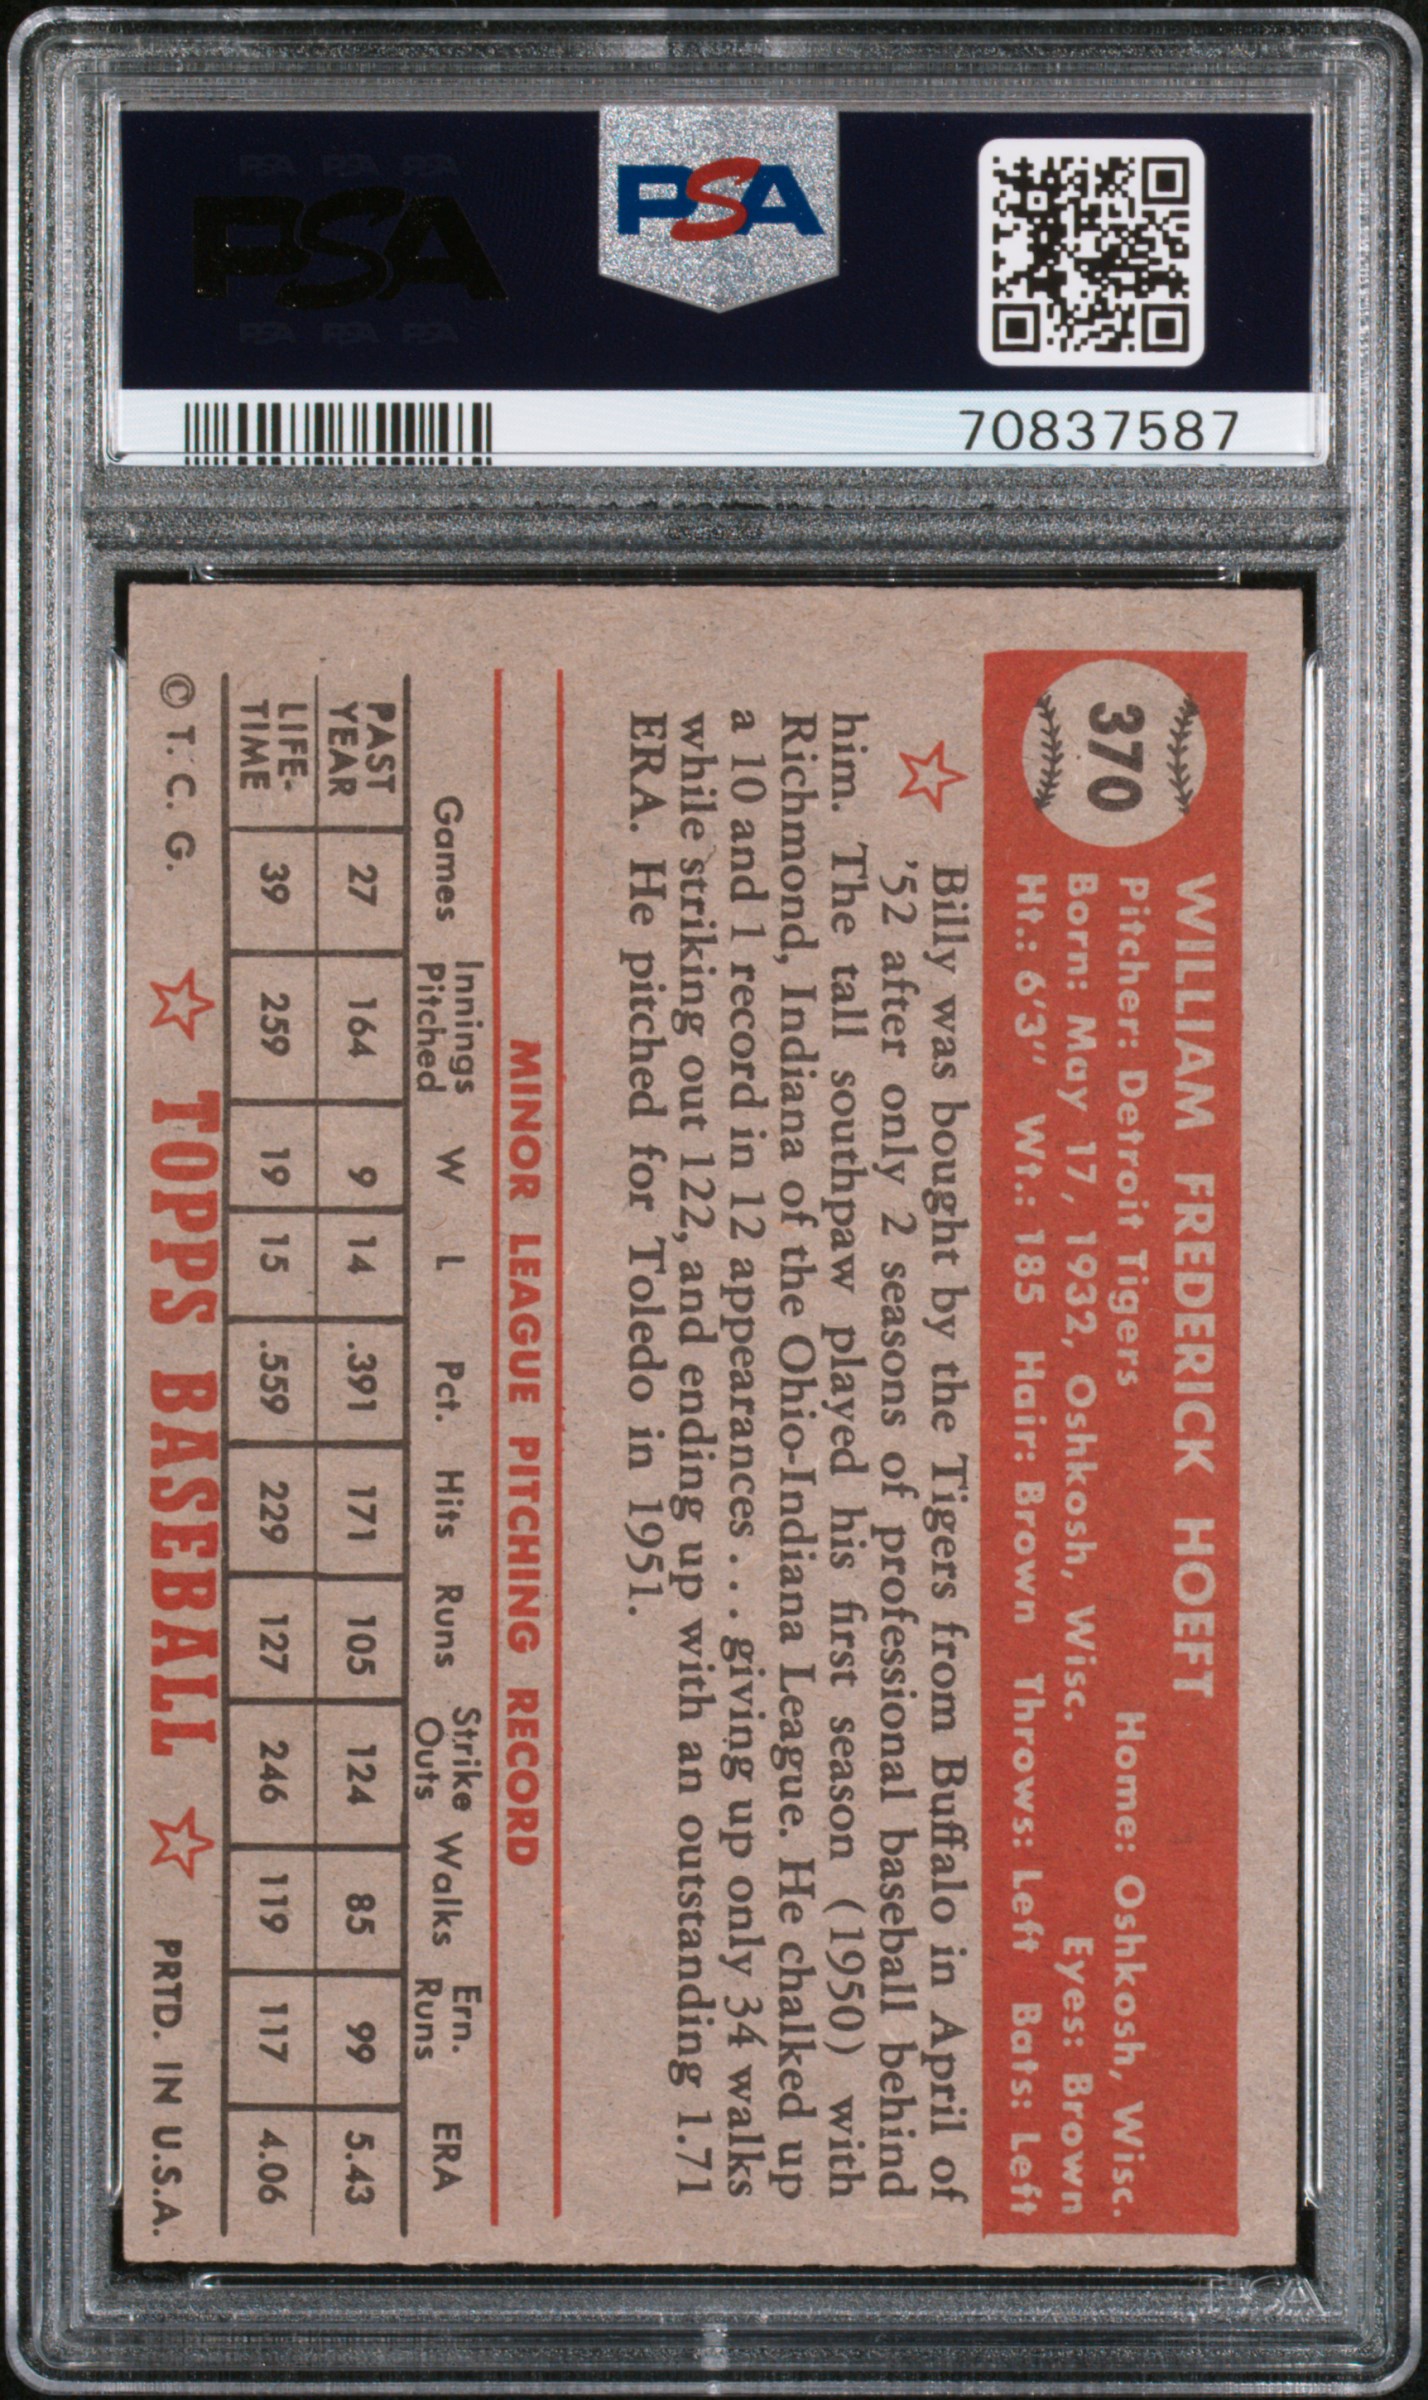 PSA PSA PSA
PSA
PSA PSA PSA
PSA
70837587
370
WILLIAM FREDERICK HOEFT
Pitcher: Detroit Tigers Home: Oshkosh, Wisc.
Born: May 17, 1932, Oshkosh, Wisc. Eyes: Brown
Ht.: 6'3" Wt.: 185 Hair: Brown Throws: Left Bats: Left
Billy was bought by the Tigers from Buffalo in April of
'52 after only 2 seasons of professional baseball behind
him. The tall southpaw played his first season (1950) with
Richmond, Indiana of the Ohio-Indiana League. He chalked up
a 10 and 1 record in 12 appearances . . . giving up only 34 walks
while striking out 122, and ending up with an outstanding 1.71
ERA. He pitched for Toledo in 1951.
MINOR LEAGUE PITCHING RECORD
Games Innings Pitched W L Pct. Hits Runs Strike Outs Walks Ern. Runs ERA
PAST YEAR 27 164 9 14 .391 171 105 124 85 99 5.43
LIFE- TIME 39 259 19 15 .559 229 127 246 119 117 4.06
© T. C. G. TOPPS BASEBALL PRTD. IN U.S.A.
PSA